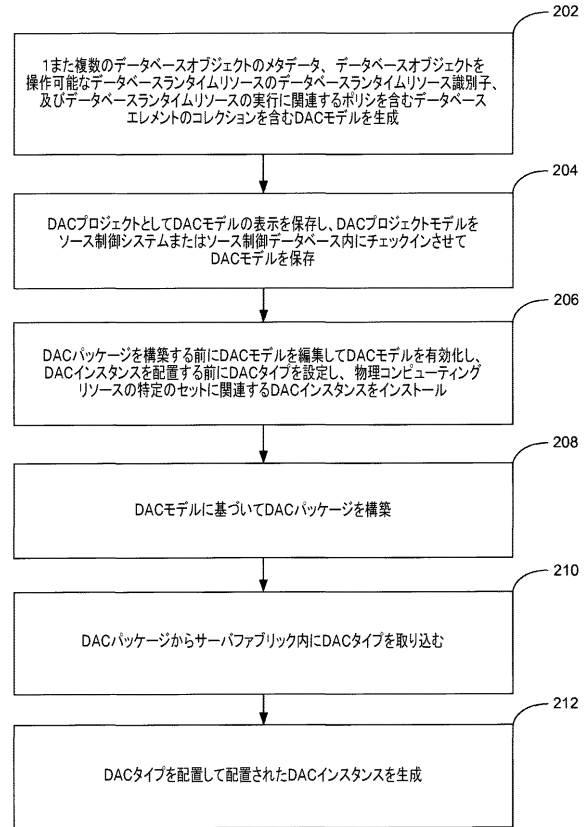 202
1また複数のデータベースオブジェクトのメタデータ、データベースオブジェクトを
操作可能なデータベースランタイムリソースのデータベースランタイムリソース識別子、
及びデータベースランタイムリソースの実行に関連するポリシを含むデータベース
エレメントのコレクションを含むDACモデルを生成
204
DACプロジェクトとしてDACモデルの表示を保存し、DACプロジェクトモデルを
ソース制御システムまたはソース制御データベース内にチェックインさせて
DACモデルを保存
206
DACパッケージを構築する前にDACモデルを編集してDACモデルを有効化し、
DACインスタンスを配置する前にDACタイプを設定し、物理コンピューティング
リソースの特定のセットに関連するDACインスタンスをインストール
208
DACモデルに基づいてDACパッケージを構築
210
DACパッケージからサーバファブリック内にDACタイプを取り込む
212
DACタイプを配置して配置されたDACインスタンスを生成